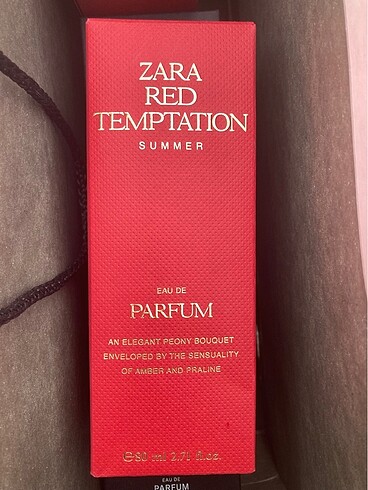 ZARA
RED
TEMPTATION
SUMMER
EAU DE
PARFUM
AN ELEGANT PEONY BOUQUET
ENVELOPED BY THE SENSUALITY
OF AMBER AND PRALINE
℮80 ml 2.71 fl.oz.
EAU DE
PARFUM